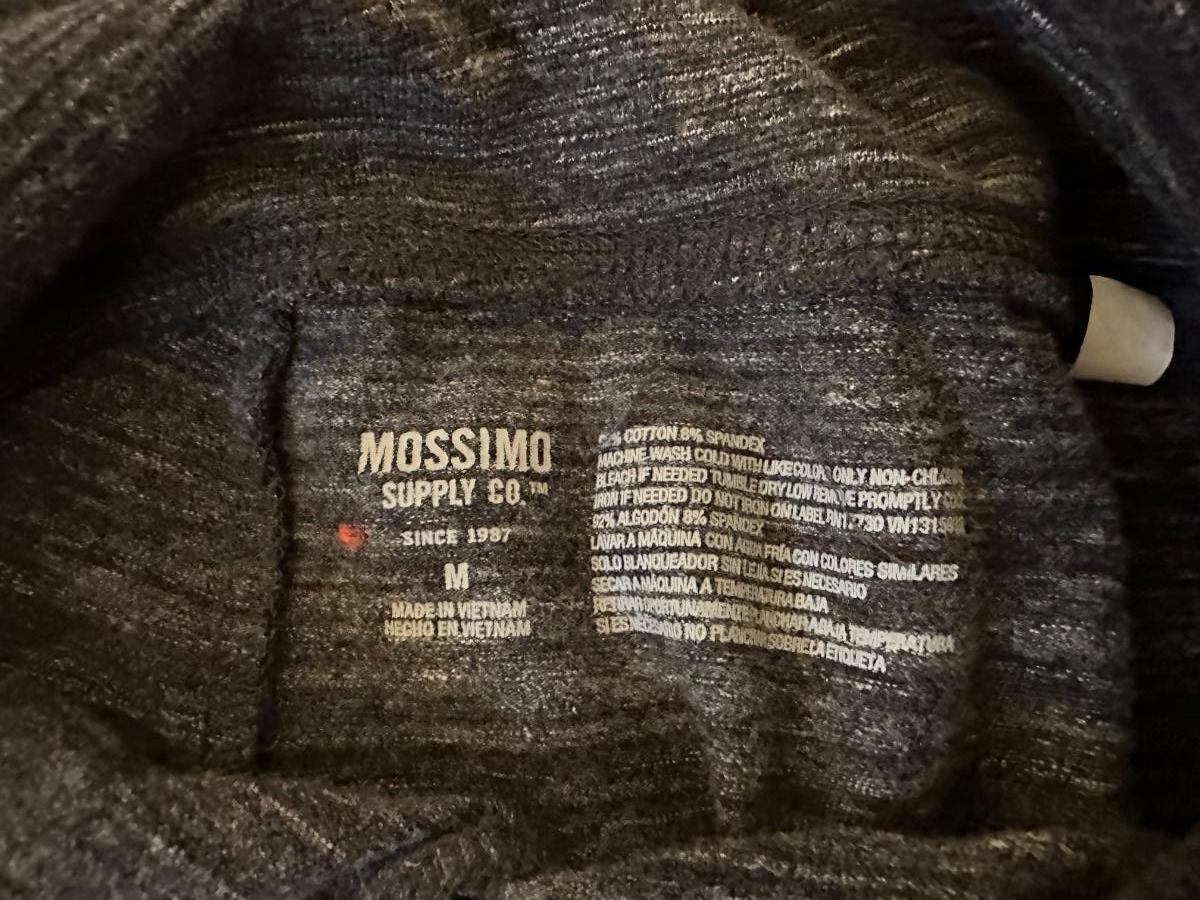 MOSSIMO
SUPPLY CO.™
SINCE 1987
M
MADE IN VIETNAM
HECHO EN VIETNAM
COTTON 8% SPANDEX
MACHINE WASH COLD WITH LIKE COLOR ONLY NON-CHLORINE
BLEACH IF NEEDED TUMBLE DRY LOW REMOVE PROMPTLY
IRON IF NEEDED DO NOT IRON ON LABEL
92% ALGODÓN 8% SPANDEX
LAVAR A MÁQUINA CON AGUA FRÍA CON COLORES SIMILARES
SOLO BLANQUEADOR SIN LEJÍA SI ES NECESARIO
SECAR A MÁQUINA A TEMPERATURA BAJA
RETIRAR OPORTUNAMENTE PLANCHAR A BAJA TEMPERATURA
SI ES NECESARIO NO PLANCHAR SOBRE LA ETIQUETA